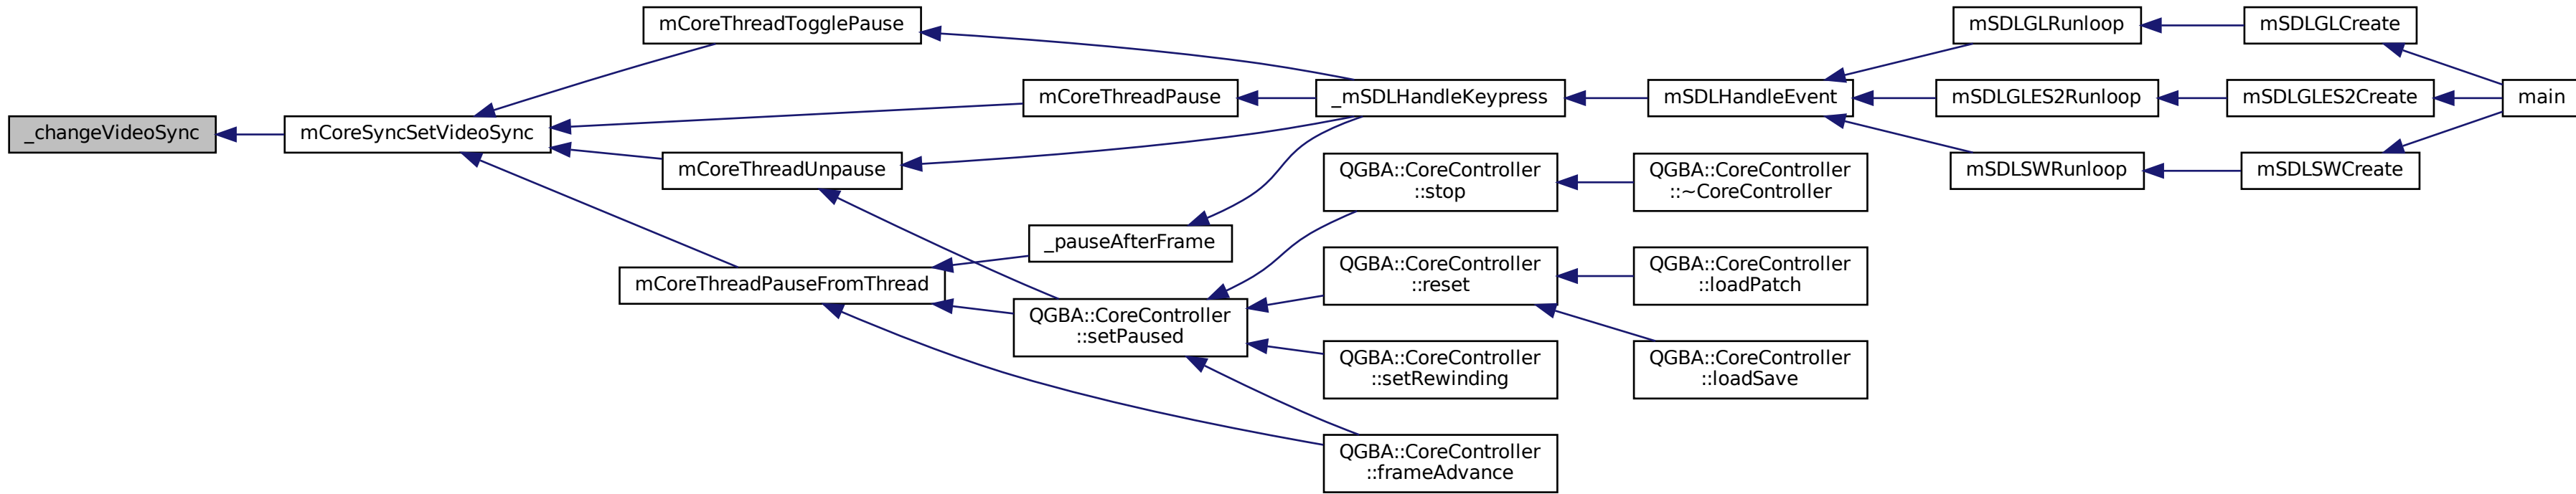 mCoreThreadTogglePause
mSDLGLRunloop
mSDLGLCreate
mCoreThreadPause
_mSDLHandleKeypress
mSDLHandleEvent
mSDLGLES2Runloop
mSDLGLES2Create
main
_changeVideoSync
mCoreSyncSetVideoSync
mCoreThreadUnpause
QGBA::CoreController
::stop
QGBA::CoreController
::~CoreController
mSDLSWRunloop
mSDLSWCreate
_pauseAfterFrame
mCoreThreadPauseFromThread
QGBA::CoreController
::reset
QGBA::CoreController
::loadPatch
QGBA::CoreController
::setPaused
QGBA::CoreController
::setRewinding
QGBA::CoreController
::loadSave
QGBA::CoreController
::frameAdvance